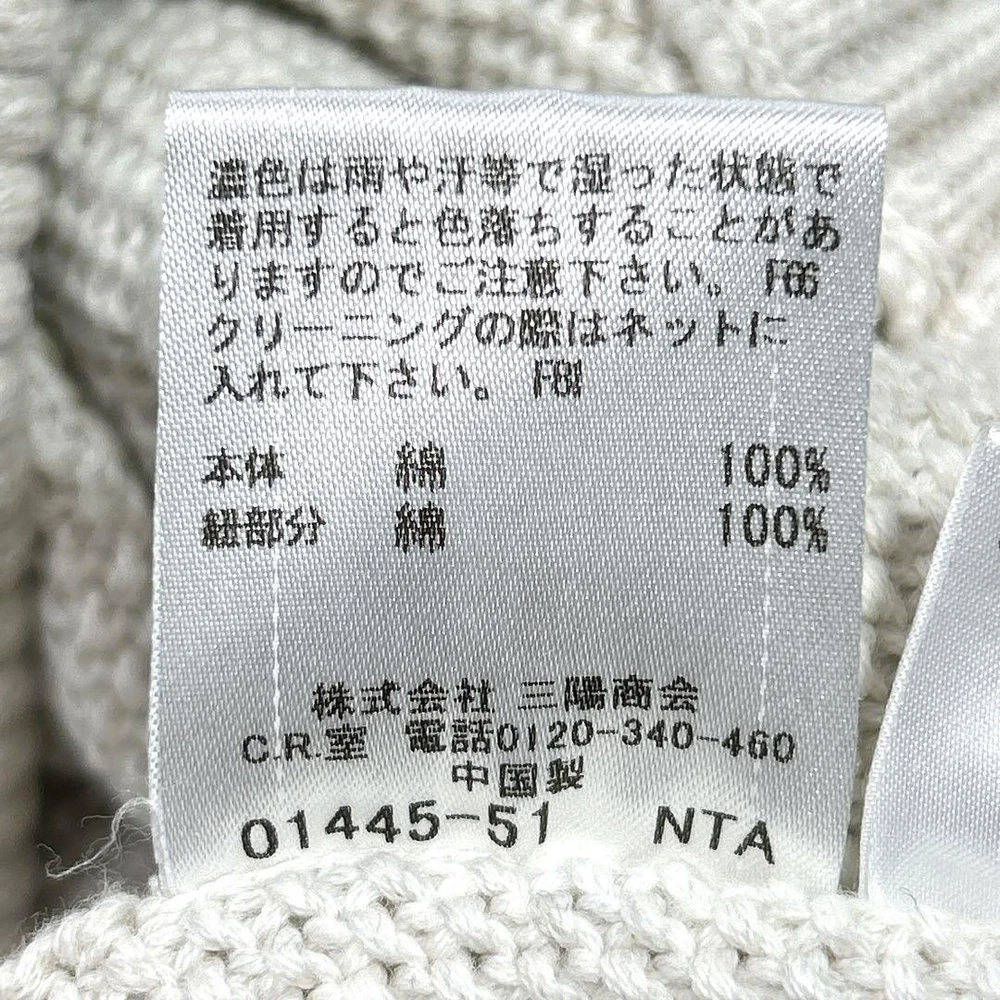 濃色は雨や汗等で湿った状態で
着用すると色落ちすることがあ
りますのでご注意下さい。 F66
クリーニングの際はネットに
入れて下さい。 F81
本体 綿 100%
紐部分 綿 100%
株式会社 三陽商会
C.R.室 電話0120-340-460
中国製
01445-51 NTA